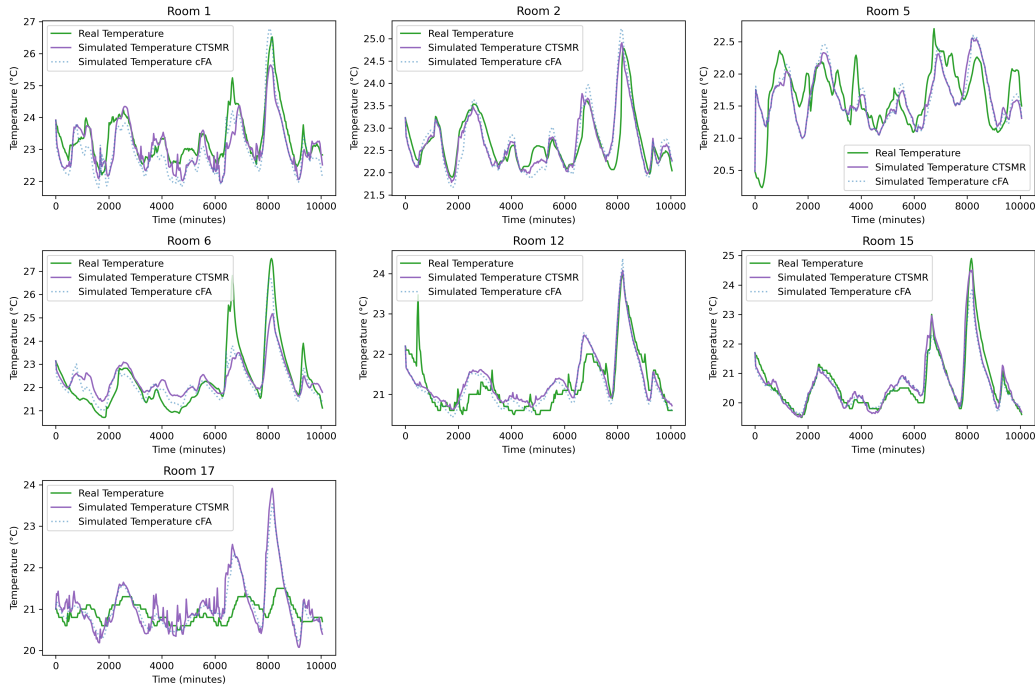 Room 1
Temperature (°C)
27
26
25
24
23
22
Real Temperature
Simulated Temperature CTSMR
Simulated Temperature cFA
0 2000 4000 6000 8000 10000
Time (minutes)
Room 2
Temperature (°C)
25.0
24.5
24.0
23.5
23.0
22.5
22.0
21.5
Real Temperature
Simulated Temperature CTSMR
Simulated Temperature cFA
0 2000 4000 6000 8000 10000
Time (minutes)
Room 5
Temperature (°C)
22.5
22.0
21.5
21.0
20.5
Real Temperature
Simulated Temperature CTSMR
Simulated Temperature cFA
0 2000 4000 6000 8000 10000
Time (minutes)
Room 6
Temperature (°C)
27
26
25
24
23
22
21
Real Temperature
Simulated Temperature CTSMR
Simulated Temperature cFA
0 2000 4000 6000 8000 10000
Time (minutes)
Room 12
Temperature (°C)
24
23
22
21
Real Temperature
Simulated Temperature CTSMR
Simulated Temperature cFA
0 2000 4000 6000 8000 10000
Time (minutes)
Room 15
Temperature (°C)
25
24
23
22
21
20
Real Temperature
Simulated Temperature CTSMR
Simulated Temperature cFA
0 2000 4000 6000 8000 10000
Time (minutes)
Room 17
Temperature (°C)
24
23
22
21
20
Real Temperature
Simulated Temperature CTSMR
Simulated Temperature cFA
0 2000 4000 6000 8000 10000
Time (minutes)